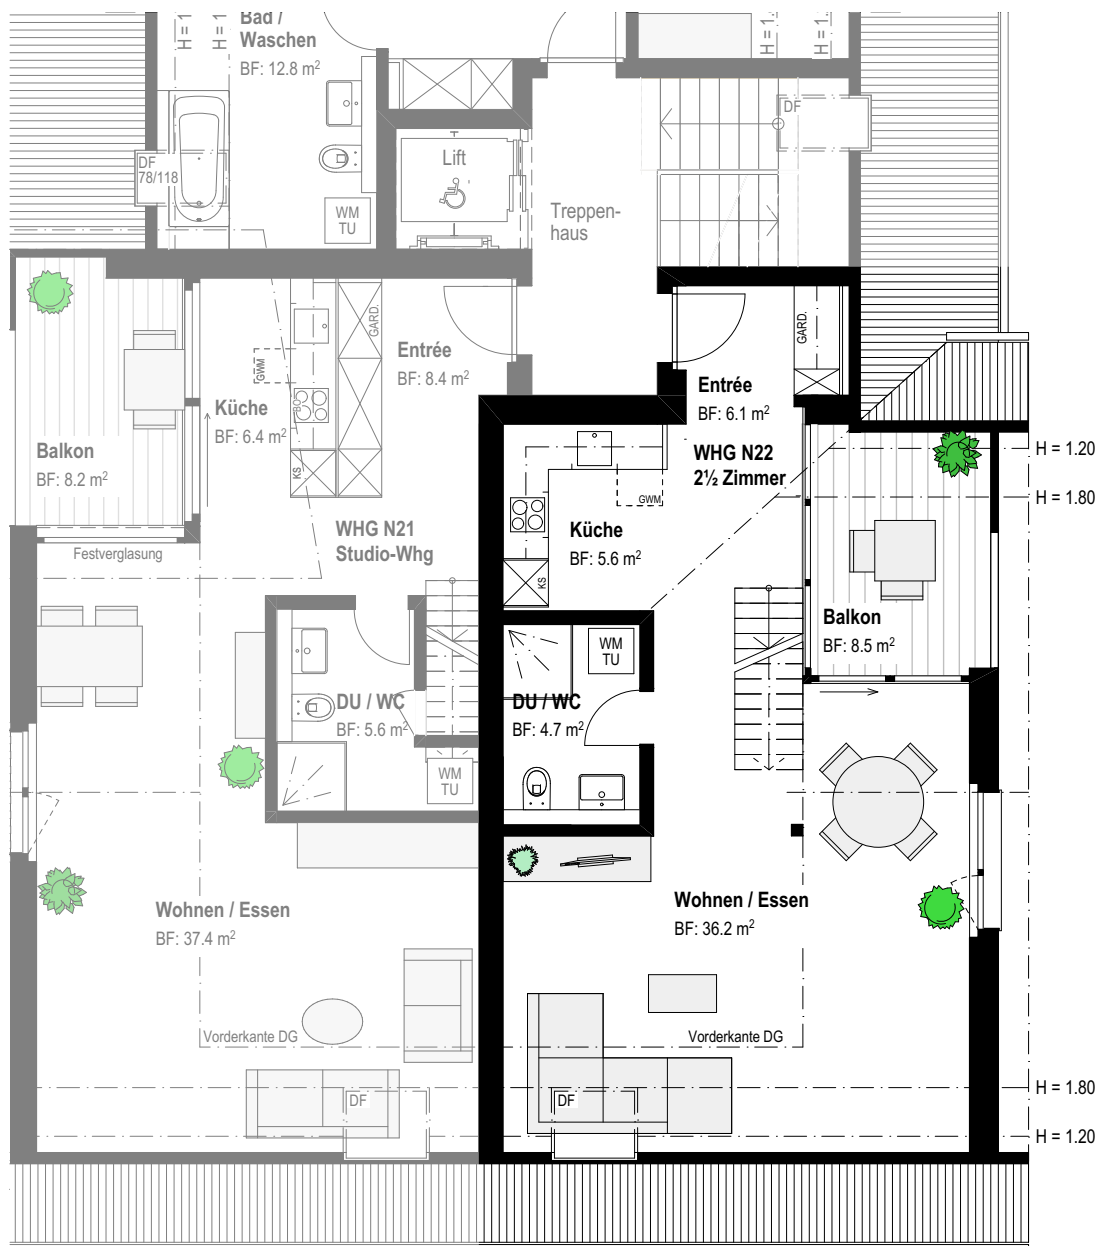 H = 1
H = 1
Bad /
Waschen
BF: 12.8 m²
H = 1.
H = 1.
DF
DF
78/118
Lift
WM
TU
Treppen-
haus
GARD.
GARD.
Entrée
BF: 8.4 m²
GWM
BO
KS
Küche
BF: 6.4 m²
Balkon
BF: 8.2 m²
Entrée
BF: 6.1 m²
WHG N22
2½ Zimmer
H = 1.20
H = 1.80
GWM
Küche
BF: 5.6 m²
KS
WHG N21
Studio-Whg
Festverglasung
Balkon
BF: 8.5 m²
WM
TU
DU / WC
BF: 5.6 m²
DU / WC
BF: 4.7 m²
WM
TU
Wohnen / Essen
BF: 37.4 m²
Wohnen / Essen
BF: 36.2 m²
Vorderkante DG
Vorderkante DG
DF
DF
H = 1.80
H = 1.20